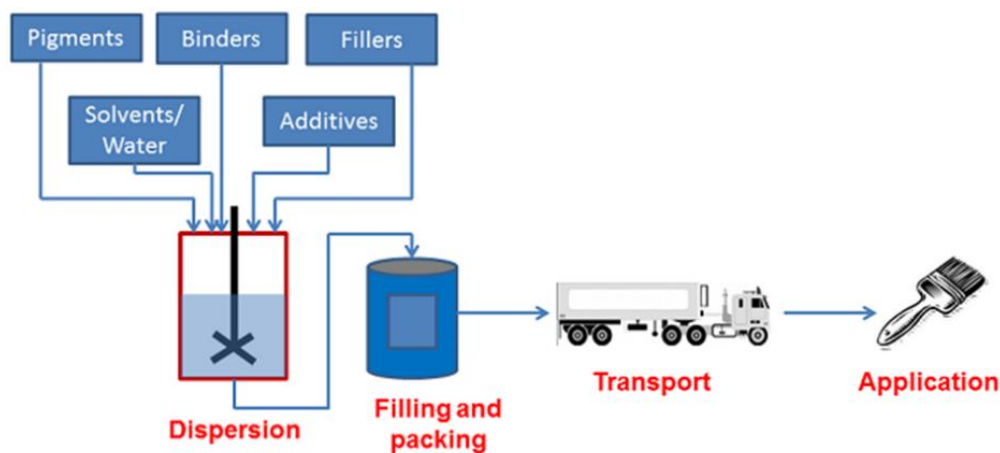 Pigments
Binders
Fillers
Solvents/
Water
Additives
Dispersion
Filling and
packing
Transport
Application